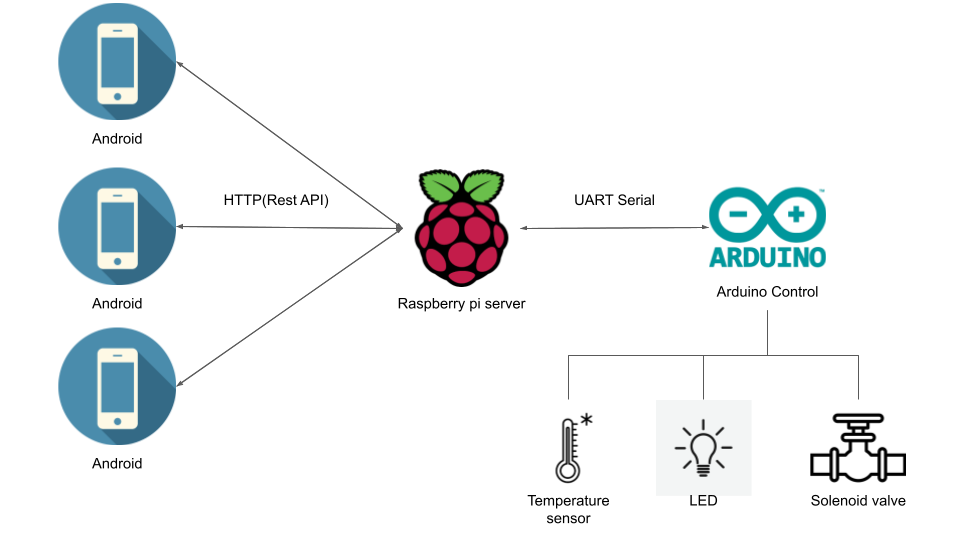 Android
HTTP(Rest API)
UART Serial
ARDUINO
™
Android
Raspberry pi server
Arduino Control
Android
Temperature
sensor
LED
Solenoid valve